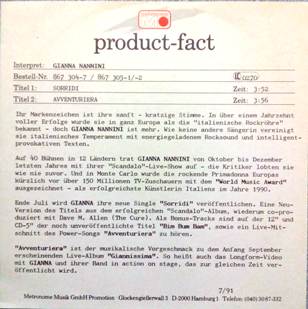 product-fact
Interpret: GIANNA NANNINI
Bestell-Nr. 867 304-7 / 867 305-1/-2 LC 0270
Titel 1: SORRIDI Zeit: 3:52
Titel 2: AVVENTURIERA Zeit: 3:56
Ihr Markenzeichen ist ihre sanft - kratzige Stimme. In über einem Jahrzehnt
voller Erfolge wurde sie in ganz Europa als die "italienische Rockröhre"
bekannt - doch GIANNA NANNINI ist mehr. Wie keine andere Sängerin vereinigt
sie italienisches Temperament mit energiegeladenem Rocksound und intelligent-
provokativen Texten.
Auf 40 Bühnen in 12 Ländern trat GIANNA NANNINI von Oktober bis Dezember
letzten Jahres mit ihrer "Scandalo"-Live-Show auf - die Kritiker lobten sie
wie nie zuvor. Und in Monte Carlo wurde die rockende Primadonna Europas
kürzlich vor über 150 Millionen TV-Zuschauern mit dem "World Music Award"
ausgezeichnet - als erfolgreichste Künstlerin Italiens im Jahre 1990.
Ende Juli wird GIANNA ihre neue Single "Sorridi" veröffentlichen. Eine Neu-
Version des Titels aus dem erfolgreichen "Scandalo"-Album, wiederum co-pro-
duziert mit Dave M. Allen (The Cure). Als Bonus-Tracks sind auf der 12" und
CD-5" der noch unveröffentlichte Titel "Bim Bum Bam", sowie ein Live-Mit-
schnitt des Power-Songs "Avventuriera" zu hören.
"Avventuriera" ist der musikalische Vorgeschmack zu dem Anfang September
erscheinenden Live-Album "Giannissima". So heißt auch das Longform-Video
mit GIANNA und ihrer Band in action on stage, das zur gleichen Zeit ver-
öffentlicht wird.
7/91
Metronome Musik GmbH Promotion Glockengießerwall 3 D-2000 Hamburg 1 Telefon (040) 30 87-332